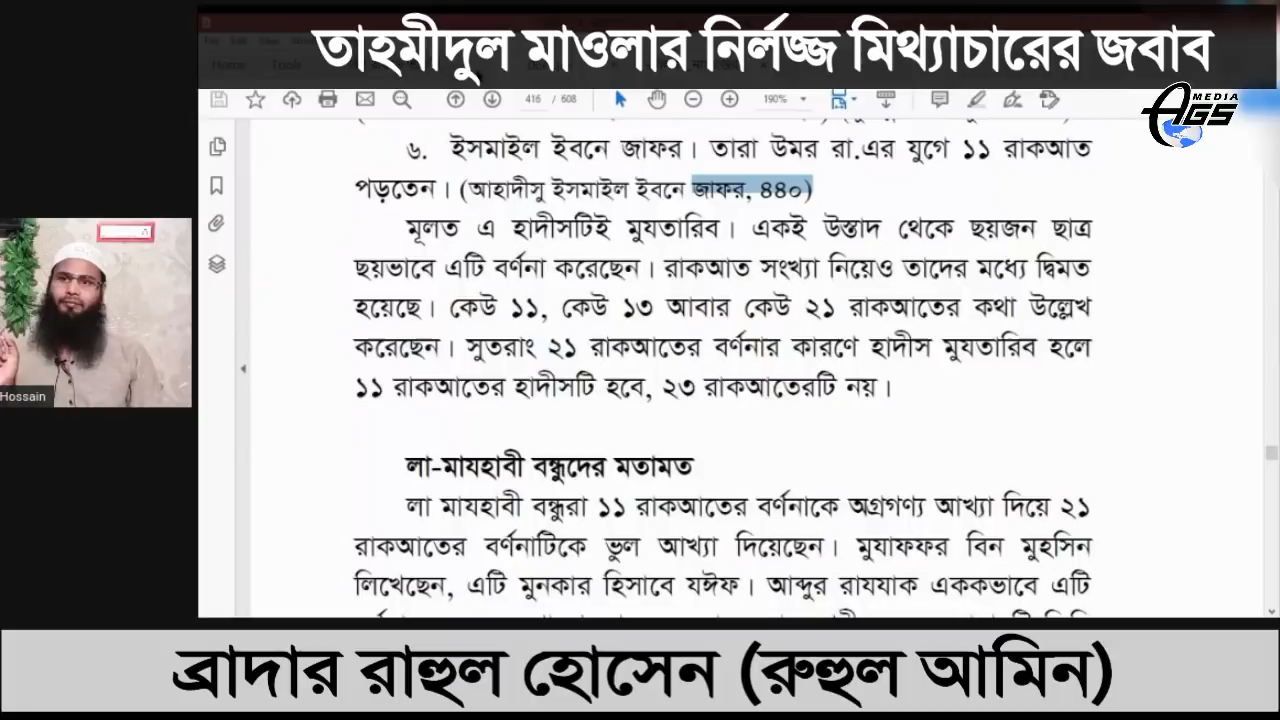 তাহমীদুল মাওলার নির্লজ্জ মিথ্যাচারের জবাব
MEDIA
AGS
416 / 608
190%
৬. ইসমাইল ইবনে জাফর। তারা উমর রা.এর যুগে ১১ রাকআত
পড়তেন। (আহাদীসু ইসমাইল ইবনে জাফর, ৪৪০)
মূলত এ হাদীসটিই মুযতারিব। একই উস্তাদ থেকে ছয়জন ছাত্র
ছয়ভাবে এটি বর্ণনা করেছেন। রাকআত সংখ্যা নিয়েও তাদের মধ্যে দ্বিমত
হয়েছে। কেউ ১১, কেউ ১৩ আবার কেউ ২১ রাকআতের কথা উল্লেখ
করেছেন। সুতরাং ২১ রাকআতের বর্ণনার কারণে হাদীস মুযতারিব হলে
১১ রাকআতের হাদীসটি হবে, ২৩ রাকআতেরটি নয়।
লা-মাযহাবী বন্ধুদের মতামত
লা মাযহাবী বন্ধুরা ১১ রাকআতের বর্ণনাকে অগ্রগণ্য আখ্যা দিয়ে ২১
রাকআতের বর্ণনাটিকে ভুল আখ্যা দিয়েছেন। মুযাফফর বিন মুহসিন
লিখেছেন, এটি মুনকার হিসাবে যঈফ। আব্দুর রাযযাক এককভাবে এটি
Hossain
ব্রাদার রাহুল হোসেন (রুহুল আমিন)